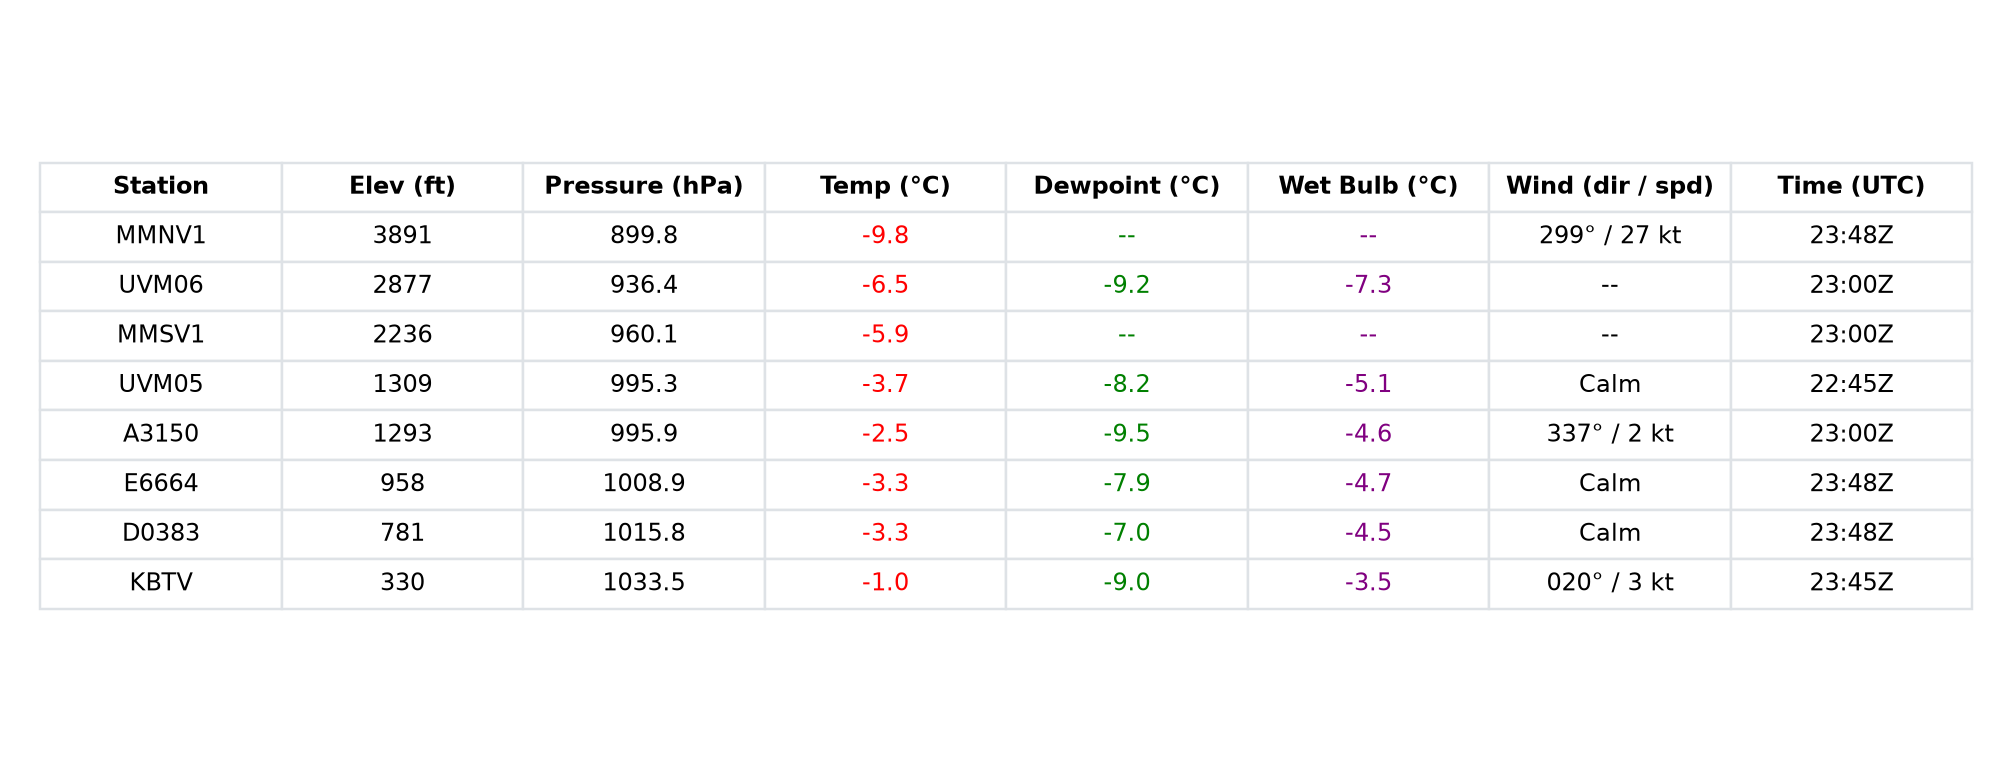 Station Elev (ft) Pressure (hPa) Temp (°C) Dewpoint (°C) Wet Bulb (°C) Wind (dir / spd) Time (UTC)
MMNV1 3891 899.8 -9.8 -- -- 299° / 27 kt 23:48Z
UVM06 2877 936.4 -6.5 -9.2 -7.3 -- 23:00Z
MMSV1 2236 960.1 -5.9 -- -- -- 23:00Z
UVM05 1309 995.3 -3.7 -8.2 -5.1 Calm 22:45Z
A3150 1293 995.9 -2.5 -9.5 -4.6 337° / 2 kt 23:00Z
E6664 958 1008.9 -3.3 -7.9 -4.7 Calm 23:48Z
D0383 781 1015.8 -3.3 -7.0 -4.5 Calm 23:48Z
KBTV 330 1033.5 -1.0 -9.0 -3.5 020° / 3 kt 23:45Z